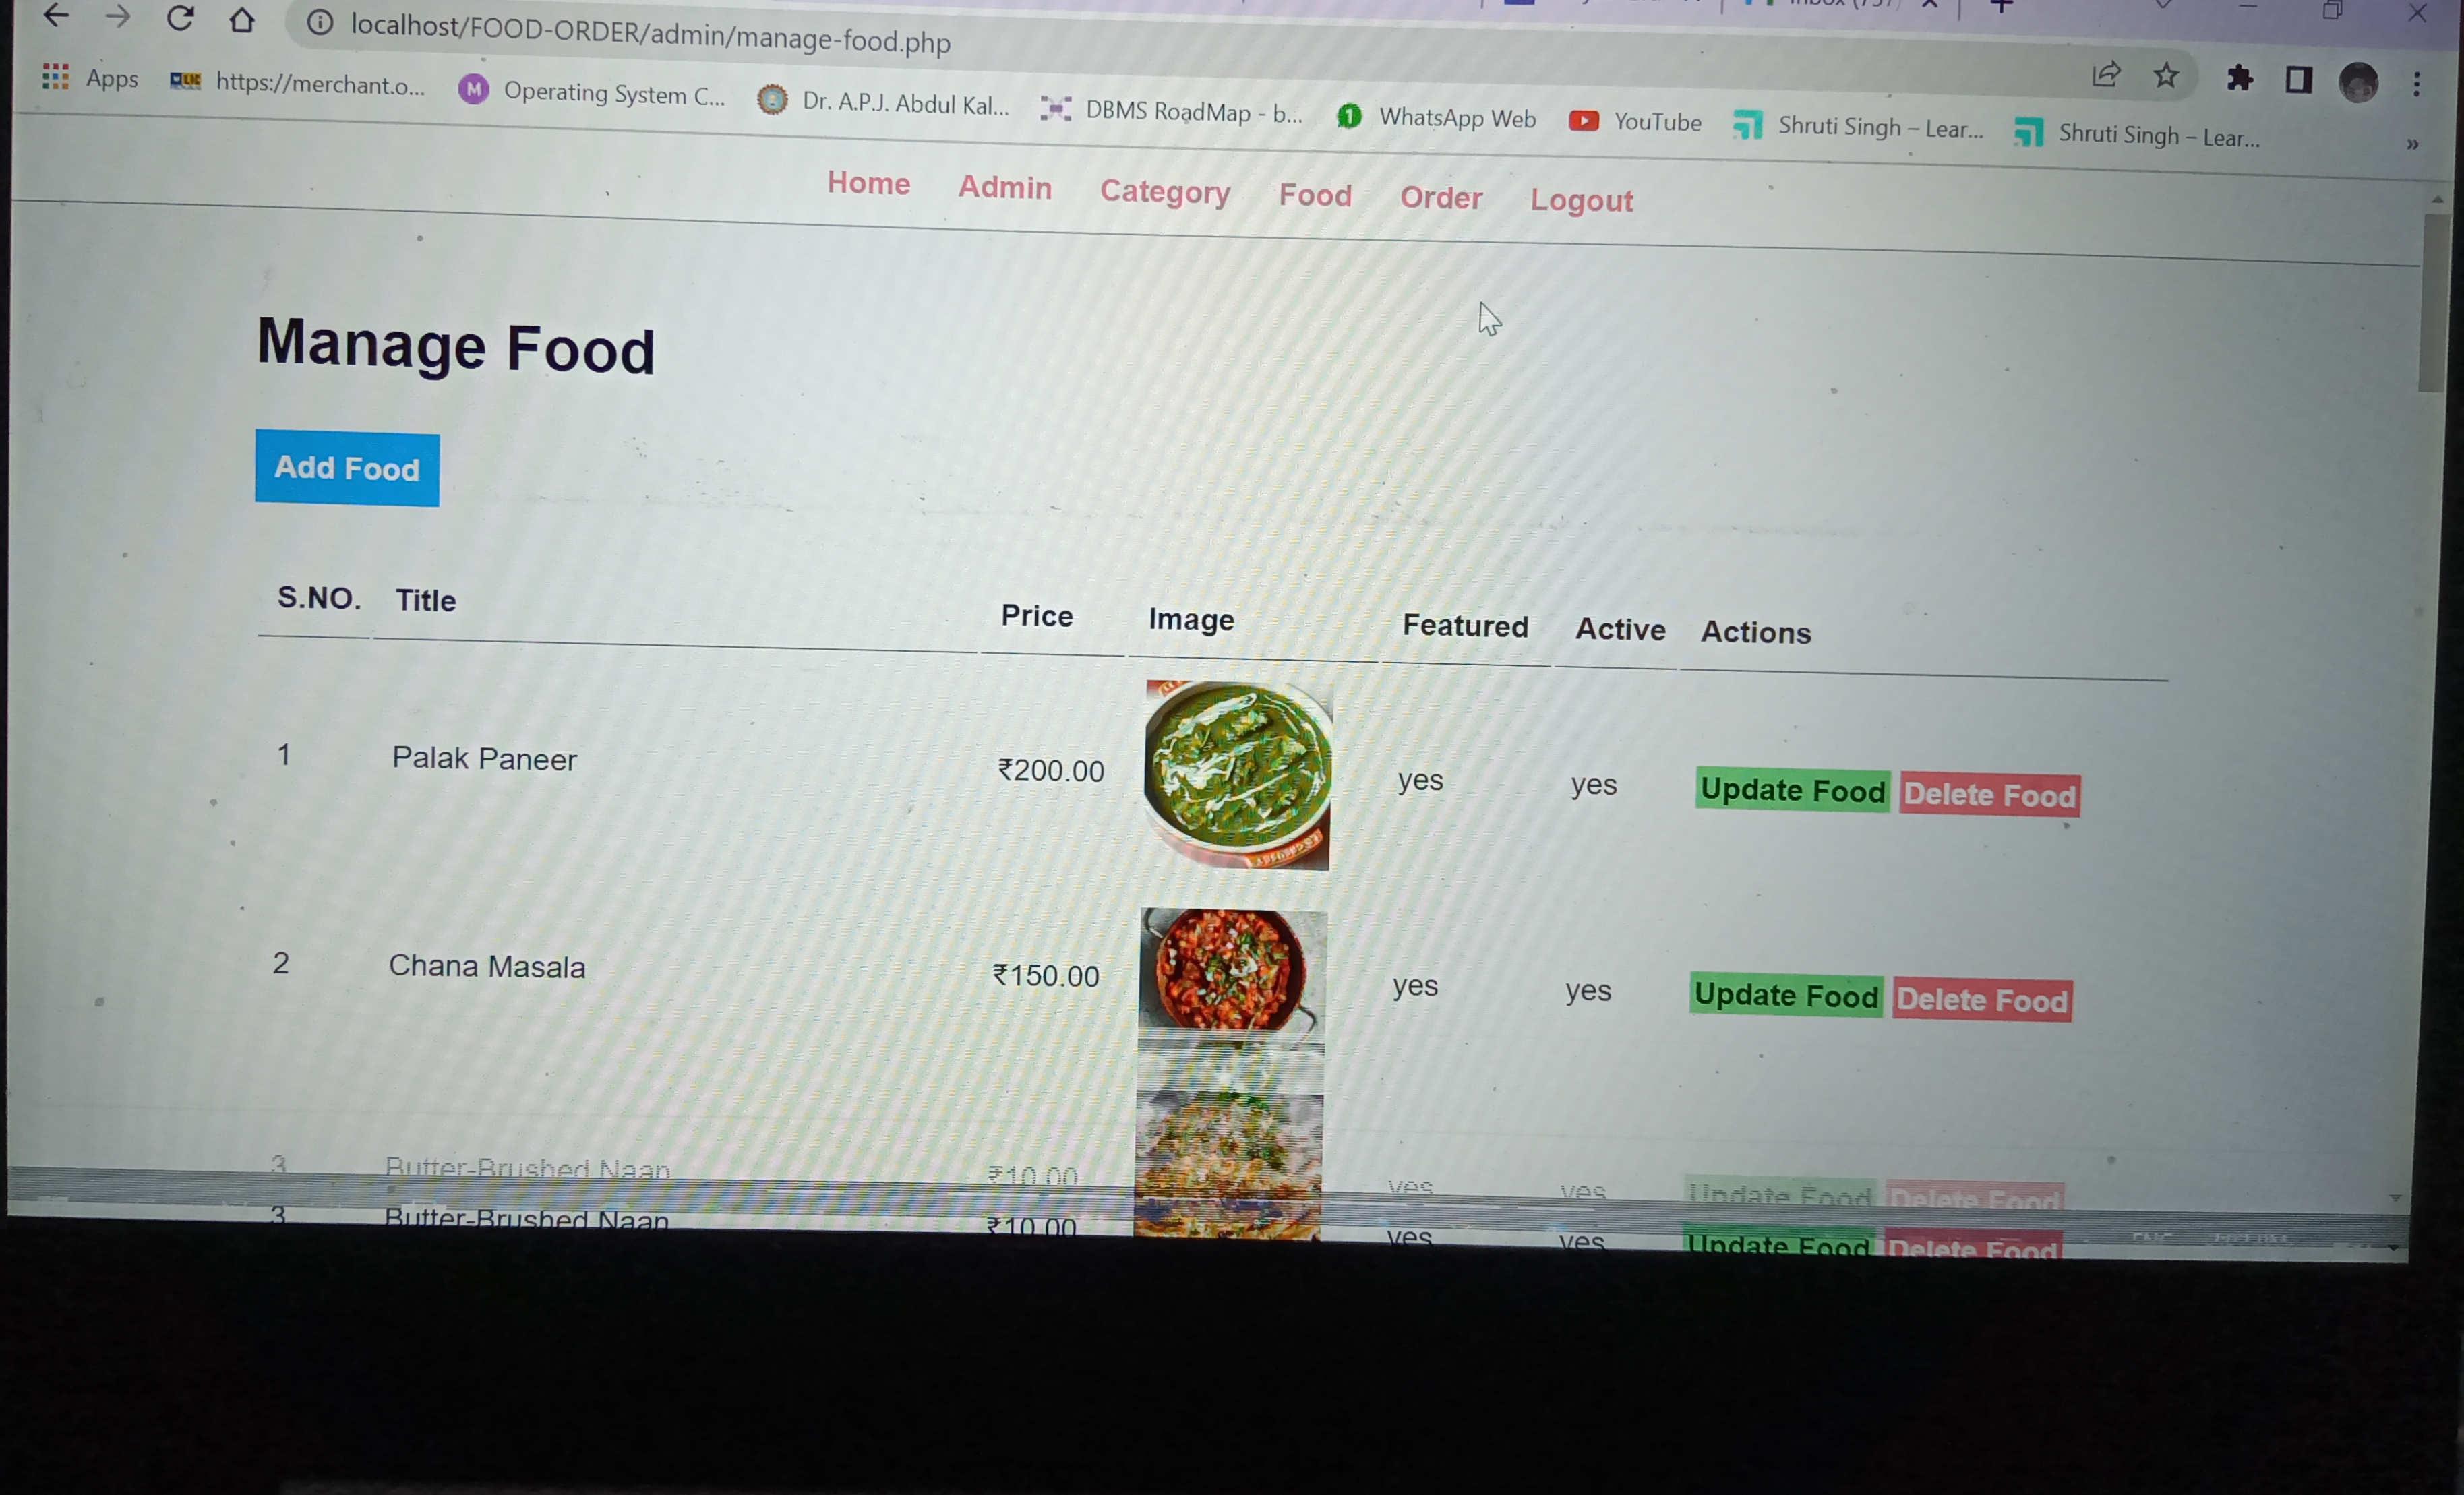 localhost/FOOD-ORDER/admin/manage-food.php
Apps https://merchant.o... M Operating System C... Dr. A.P.J. Abdul Kal... DBMS RoadMap - b... 1 WhatsApp Web YouTube Shruti Singh – Lear... Shruti Singh – Lear... »
Home Admin Category Food Order Logout
Manage Food
Add Food
S.NO. Title Price Image Featured Active Actions
1 Palak Paneer ₹200.00 yes yes Update Food Delete Food
2 Chana Masala ₹150.00 yes yes Update Food Delete Food
3 Butter-Brushed Naan ₹10.00 yes yes Update Food Delete Food
3 Butter-Brushed Naan ₹10.00 yes yes Update Food Delete Food